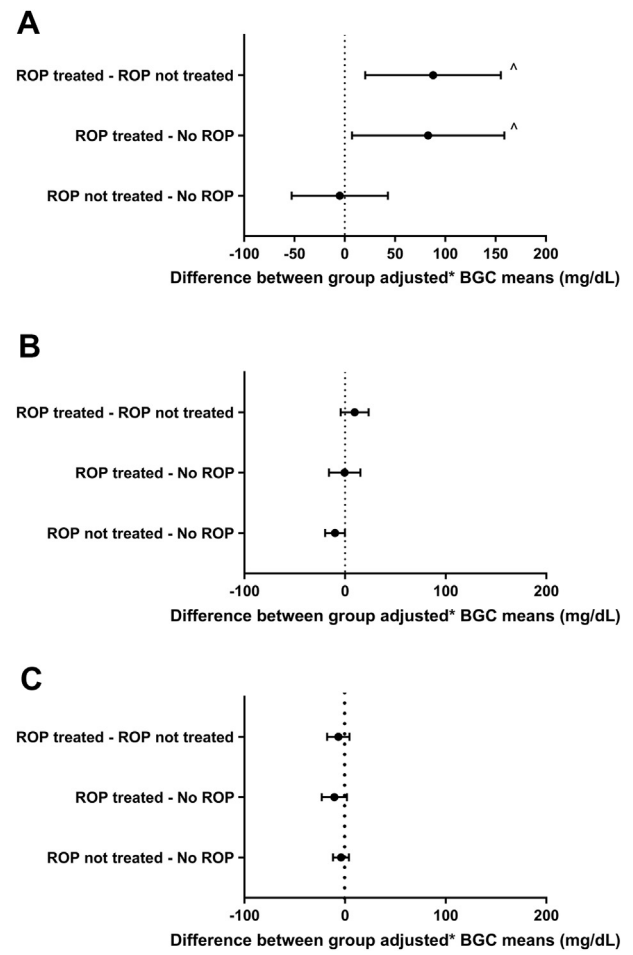 A
ROP treated - ROP not treated
^
ROP treated - No ROP
^
ROP not treated - No ROP
-100 -50 0 50 100 150 200
Difference between group adjusted* BGC means (mg/dL)
B
ROP treated - ROP not treated
ROP treated - No ROP
ROP not treated - No ROP
-100 0 100 200
Difference between group adjusted* BGC means (mg/dL)
C
ROP treated - ROP not treated
ROP treated - No ROP
ROP not treated - No ROP
-100 0 100 200
Difference between group adjusted* BGC means (mg/dL)